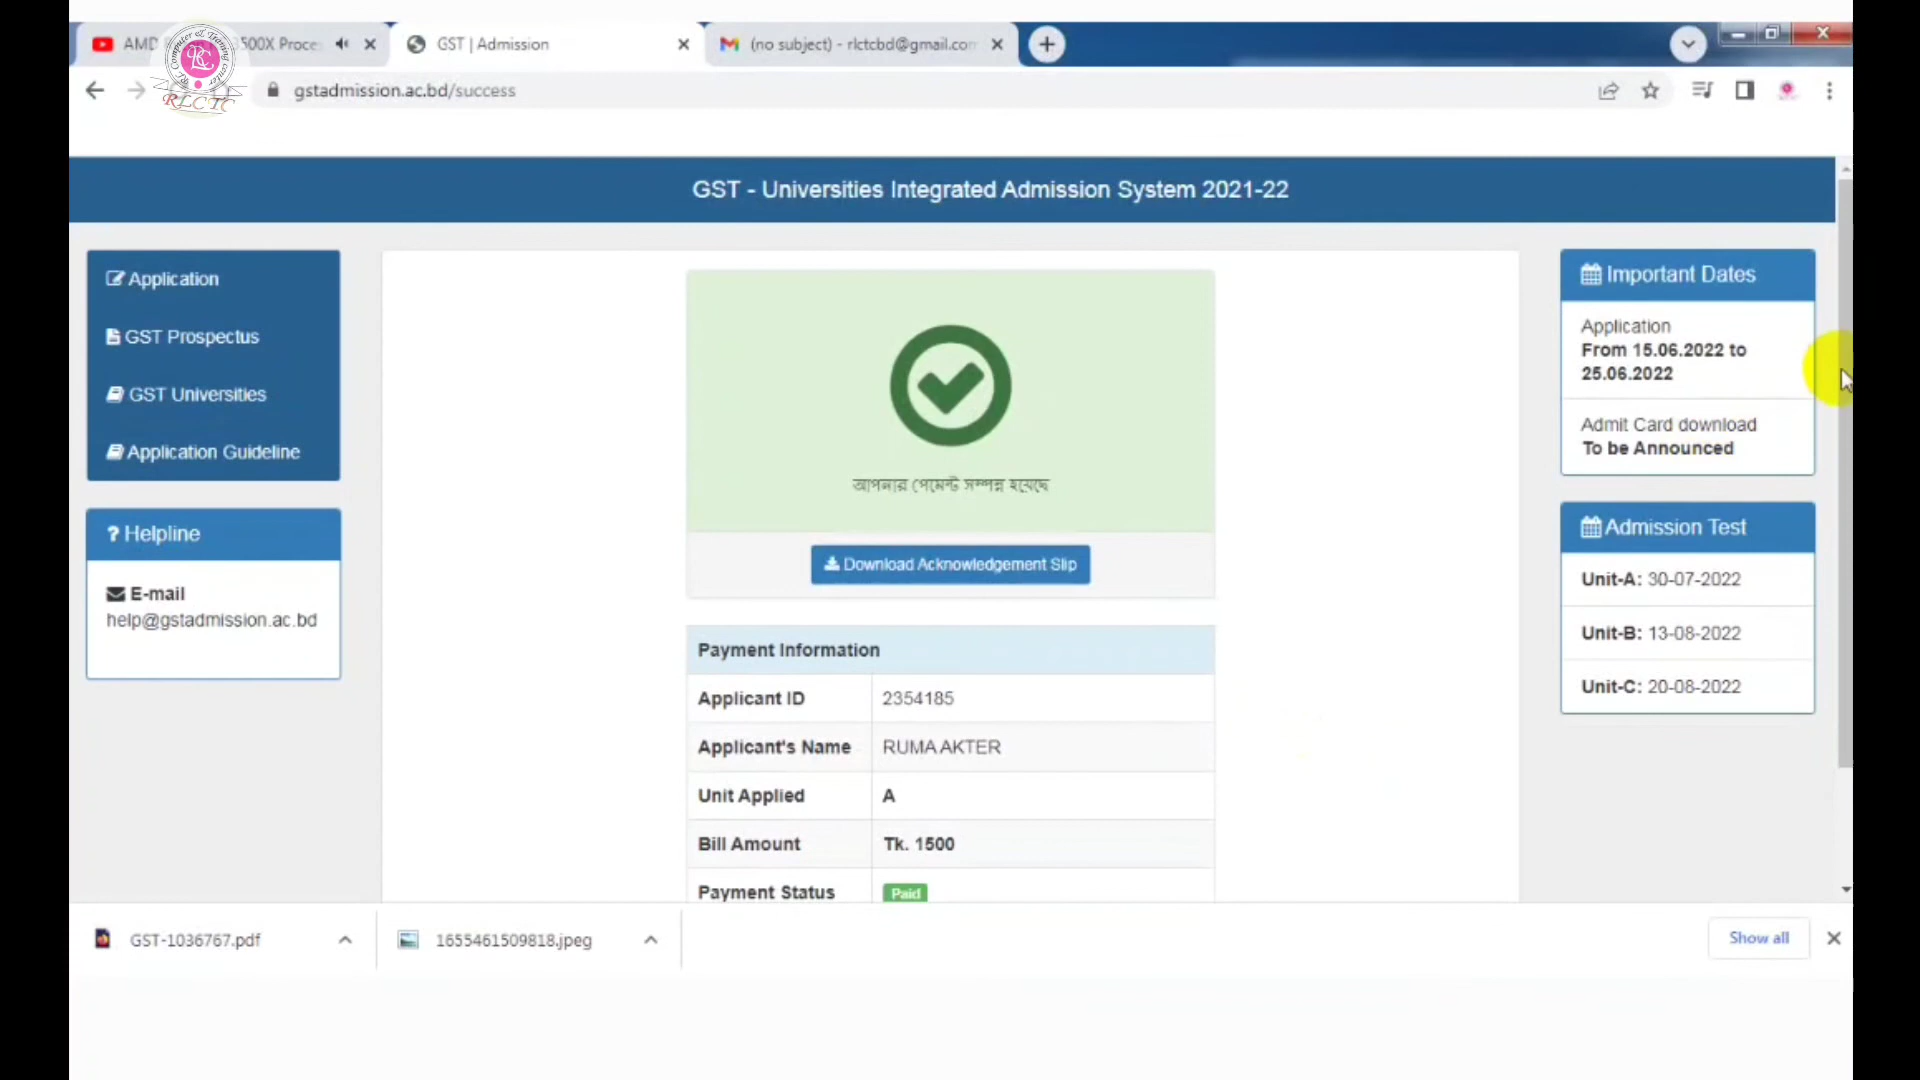 AMD
500X Proce
GST | Admission
(no subject) - rlctcbd@gmail.com
Computer & Training center
RLCTC
gstadmission.ac.bd/success
GST - Universities Integrated Admission System 2021-22
Application
GST Prospectus
GST Universities
Application Guideline
? Helpline
E-mail
help@gstadmission.ac.bd
আপনার পেমেন্ট সম্পন্ন হয়েছে
Download Acknowledgement Slip
Payment Information
Applicant ID 2354185
Applicant's Name RUMA AKTER
Unit Applied A
Bill Amount Tk. 1500
Payment Status Paid
Important Dates
Application
From 15.06.2022 to
25.06.2022
Admit Card download
To be Announced
Admission Test
Unit-A: 30-07-2022
Unit-B: 13-08-2022
Unit-C: 20-08-2022
GST-1036767.pdf
1655461509818.jpeg
Show all